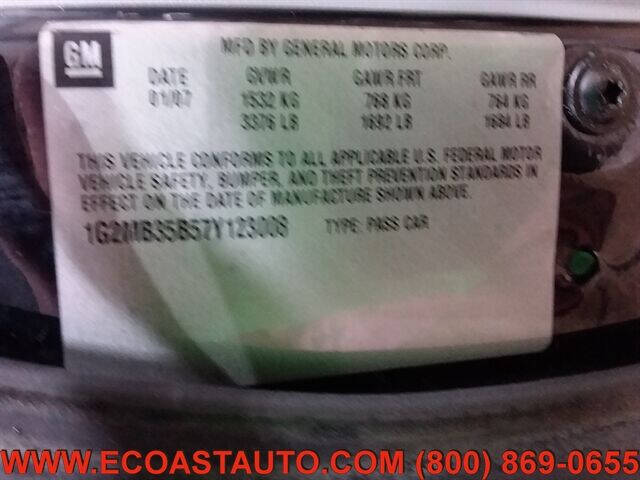 GM
MFD BY GENERAL MOTORS CORP.
DATE GVWR GAWR FRT GAWR RR
01/07 1532 KG 768 KG 764 KG
3376 LB 1692 LB 1684 LB
THIS VEHICLE CONFORMS TO ALL APPLICABLE U.S. FEDERAL MOTOR
VEHICLE SAFETY, BUMPER, AND THEFT PREVENTION STANDARDS IN
EFFECT ON THE DATE OF MANUFACTURE SHOWN ABOVE.
1G2MB35B57Y123008 TYPE: PASS CAR
WWW.ECOASTAUTO.COM (800) 869-0655